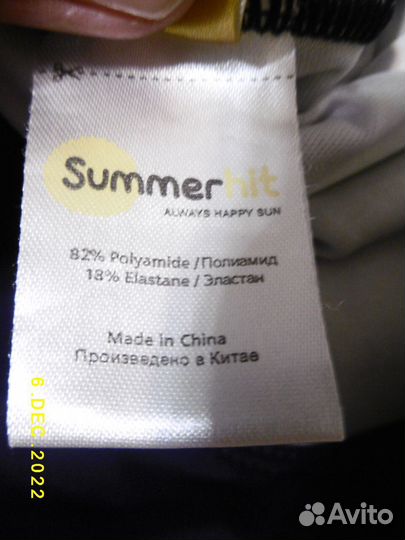 Summerhit
ALWAYS HAPPY SUN
82% Polyamide / Полиамид
18% Elastane / Эластан
Made in China
Произведено в Китае
6 .DEC.2022
Avito